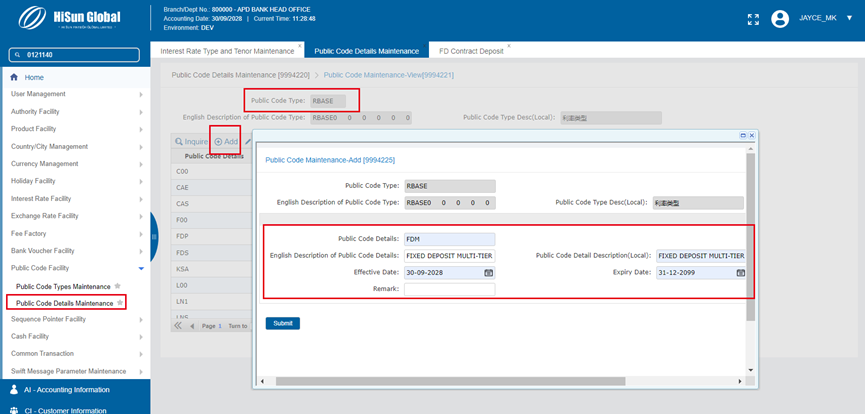 HiSun Global
Branch/Dept No.: BANK - APD BANK HEAD OFFICE
Accounting Date: 30/09/2028 | Current Time: 11:28:48
Environment: DEV
JAYCE_MK
0121140
Interest Rate Type and Tenor Maintenance
Public Code Details Maintenance
FD Contract Deposit
Home
User Management
Authority Facility
Product Facility
Country/City Management
Currency Management
Holiday Facility
Interest Rate Facility
Exchange Rate Facility
Fee Factory
Bank Voucher Facility
Public Code Facility
Public Code Types Maintenance
Public Code Details Maintenance
Sequence Pointer Facility
Cash Facility
Common Transaction
Swift Message Parameter Maintenance
AI - Accounting Information
CI - Customer Information
Public Code Details Maintenance [9994220] > Public Code Maintenance-View[9994221]
Public Code Type: RBASE
English Description of Public Code Type: RBASE0 0 0 0 0 0
Public Code Type Desc(Local): 利率类型
Inquire Add
Public Code Details
C00
CAE
CAS
F00
FDP
FDS
KSA
L00
LN1
LNS
Page 1 Turn to
Public Code Maintenance-Add [9994225]
Public Code Type: RBASE
English Description of Public Code Type: RBASE0 0 0 0 0
Public Code Type Desc(Local): 利率类型
Public Code Details: FDM
English Description of Public Code Details: FIXED DEPOSIT MULTI-TIER
Public Code Detail Description(Local): FIXED DEPOSIT MULTI-TIER
Effective Date: 30-09-2028
Expiry Date: 31-12-2099
Remark:
Submit